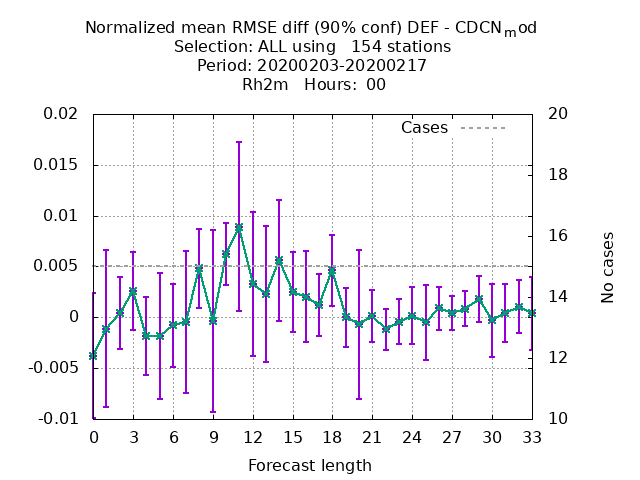 Normalized mean RMSE diff (90% conf) DEF - CDCNmod
Selection: ALL using   154 stations
Period: 20200203-20200217
Rh2m   Hours:  00
Cases
0.02
0.015
0.01
0.005
0
-0.005
-0.01
20
18
16
14
12
10
No cases
0 3 6 9 12 15 18 21 24 27 30 33
Forecast length